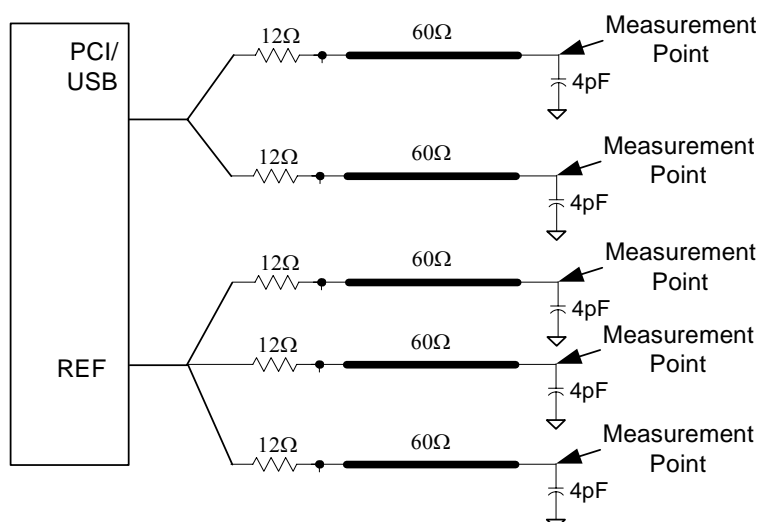 PCI/
USB
12Ω
60Ω
Measurement
Point
4pF
12Ω
60Ω
Measurement
Point
4pF
REF
12Ω
60Ω
Measurement
Point
4pF
12Ω
60Ω
Measurement
Point
4pF
12Ω
60Ω
Measurement
Point
4pF